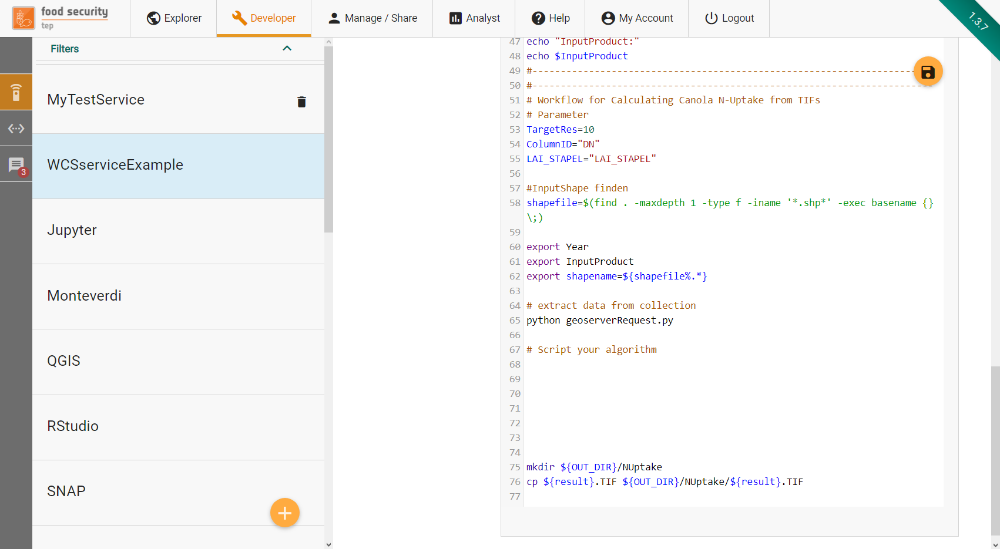 food security
tep
Explorer
Developer
Manage / Share
Analyst
Help
My Account
Logout
1.3.7
Filters
MyTestService
WCSserviceExample
Jupyter
Monteverdi
QGIS
RStudio
SNAP
3
47 echo "InputProduct:"
48 echo $InputProduct
49 #--------------------------------------------------------------------
50 #-----------------------------------------------------------------------
51 # Workflow for Calculating Canola N-Uptake from TIFs
52 # Parameter
53 TargetRes=10
54 ColumnID="DN"
55 LAI_STAPEL="LAI_STAPEL"
56
57 #InputShape finden
58 shapefile=$(find . -maxdepth 1 -type f -iname '*.shp*' -exec basename {}
\;)
59
60 export Year
61 export InputProduct
62 export shapename=${shapefile%.*}
63
64 # extract data from collection
65 python geoserverRequest.py
66
67 # Script your algorithm
68
69
70
71
72
73
74
75 mkdir ${OUT_DIR}/NUptake
76 cp ${result}.TIF ${OUT_DIR}/NUptake/${result}.TIF
77